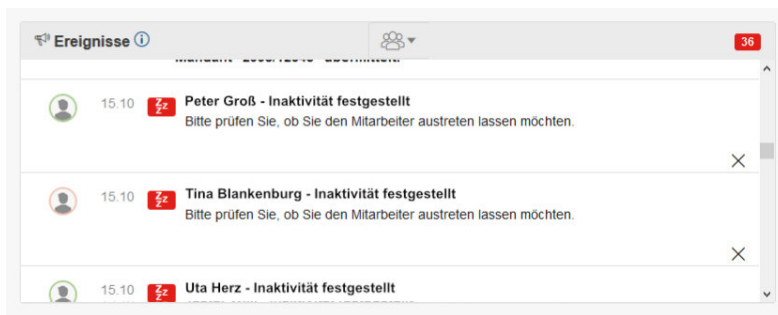 Ereignisse
36
15.10 Peter Groß - Inaktivität festgestellt
Bitte prüfen Sie, ob Sie den Mitarbeiter austreten lassen möchten.
15.10 Tina Blankenburg - Inaktivität festgestellt
Bitte prüfen Sie, ob Sie den Mitarbeiter austreten lassen möchten.
15.10 Uta Herz - Inaktivität festgestellt